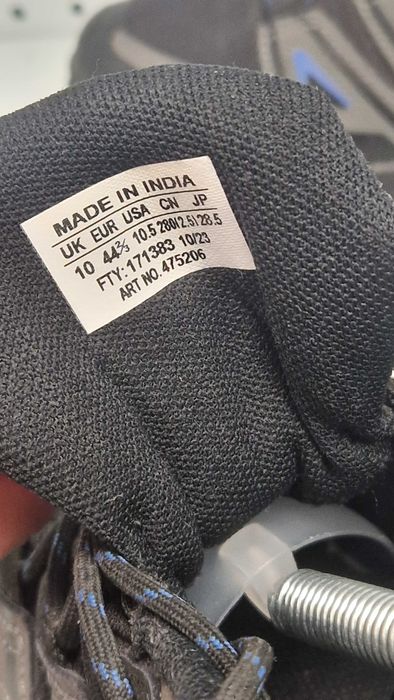 MADE IN INDIA
UK EUR USA CN JP
10 44⅔ 10.5 280(2.5) 28.5
FTY: 171383 10/23
ART NO. 475206